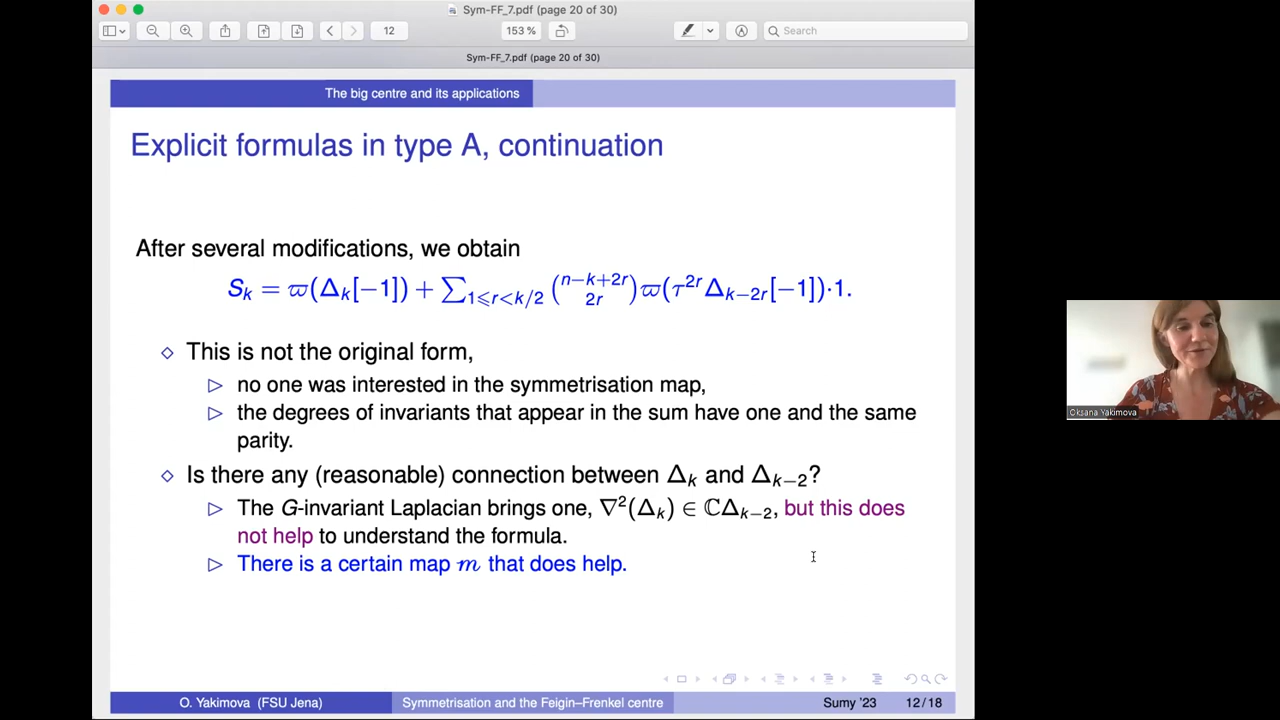 Sym-FF_7.pdf (page 20 of 30)
12
153 %
Search
Sym-FF_7.pdf (page 20 of 30)
The big centre and its applications
Explicit formulas in type A, continuation
After several modifications, we obtain
S_k = ϖ(Δ_k[−1]) + ∑_{1⩽r<k/2} \binom{n−k+2r}{2r} ϖ(τ^{2r}Δ_{k−2r}[−1])·1.
◇ This is not the original form,
▷ no one was interested in the symmetrisation map,
▷ the degrees of invariants that appear in the sum have one and the same
parity.
◇ Is there any (reasonable) connection between Δ_k and Δ_{k−2}?
▷ The G-invariant Laplacian brings one, ∇²(Δ_k) ∈ ℂΔ_{k−2}, but this does
not help to understand the formula.
▷ There is a certain map m that does help.
Oksana Yakimova
O. Yakimova (FSU Jena)
Symmetrisation and the Feigin–Frenkel centre
Sumy '23
12 / 18